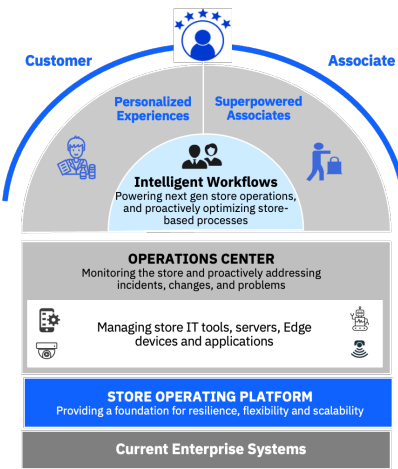 Customer
Associate
Personalized
Experiences
Superpowered
Associates
Intelligent Workflows
Powering next gen store operations,
and proactively optimizing store-
based processes
OPERATIONS CENTER
Monitoring the store and proactively addressing
incidents, changes, and problems
Managing store IT tools, servers, Edge
devices and applications
STORE OPERATING PLATFORM
Providing a foundation for resilience, flexibility and scalability
Current Enterprise Systems